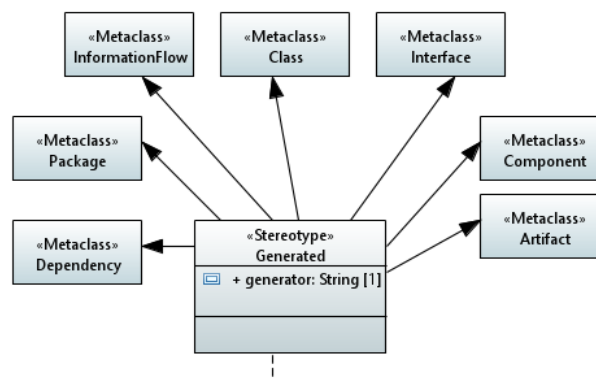 «Metaclass»
InformationFlow
«Metaclass»
Class
«Metaclass»
Interface
«Metaclass»
Package
«Metaclass»
Component
«Metaclass»
Artifact
«Metaclass»
Dependency
«Stereotype»
Generated
+ generator: String [1]